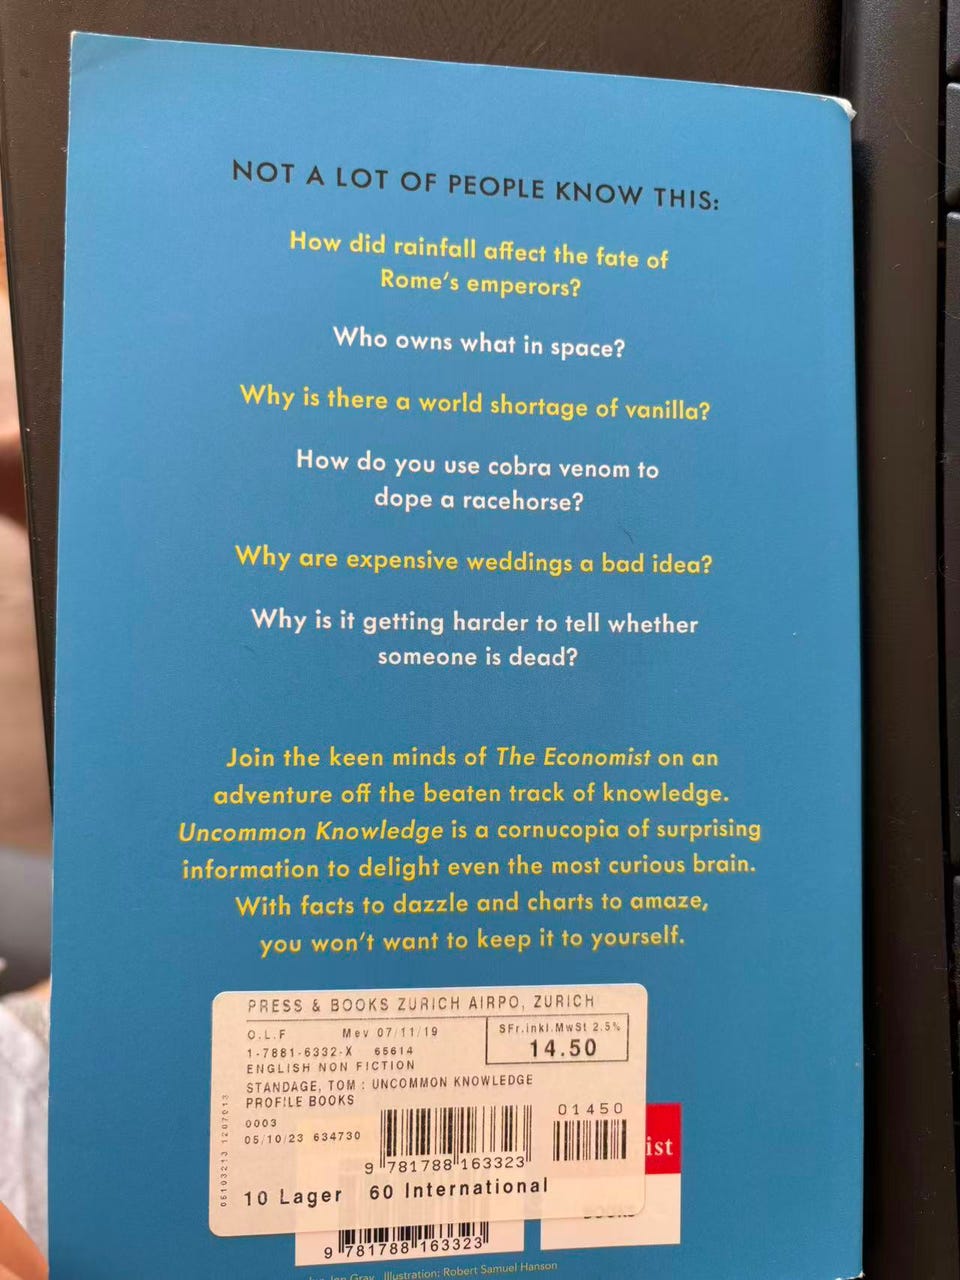 NOT A LOT OF PEOPLE KNOW THIS:
How did rainfall affect the fate of
Rome's emperors?
Who owns what in space?
Why is there a world shortage of vanilla?
How do you use cobra venom to
dope a racehorse?
Why are expensive weddings a bad idea?
Why is it getting harder to tell whether
someone is dead?
Join the keen minds of The Economist on an
adventure off the beaten track of knowledge.
Uncommon Knowledge is a cornucopia of surprising
information to delight even the most curious brain.
With facts to dazzle and charts to amaze,
you won't want to keep it to yourself.
PRESS & BOOKS ZURICH AIRPO, ZURICH
O.L.F Mev 07/11/19
SFr.inkl.MwSt 2.5%
14.50
1-7881-6332-X 65614
ENGLISH NON FICTION
STANDAGE, TOM : UNCOMMON KNOWLEDGE
PROFILE BOOKS
0003
05/10/23 634730
01450
9 781788 163323
10 Lager 60 International
ist
9 781788 163323
Jon Gray Illustration: Robert Samuel Hanson